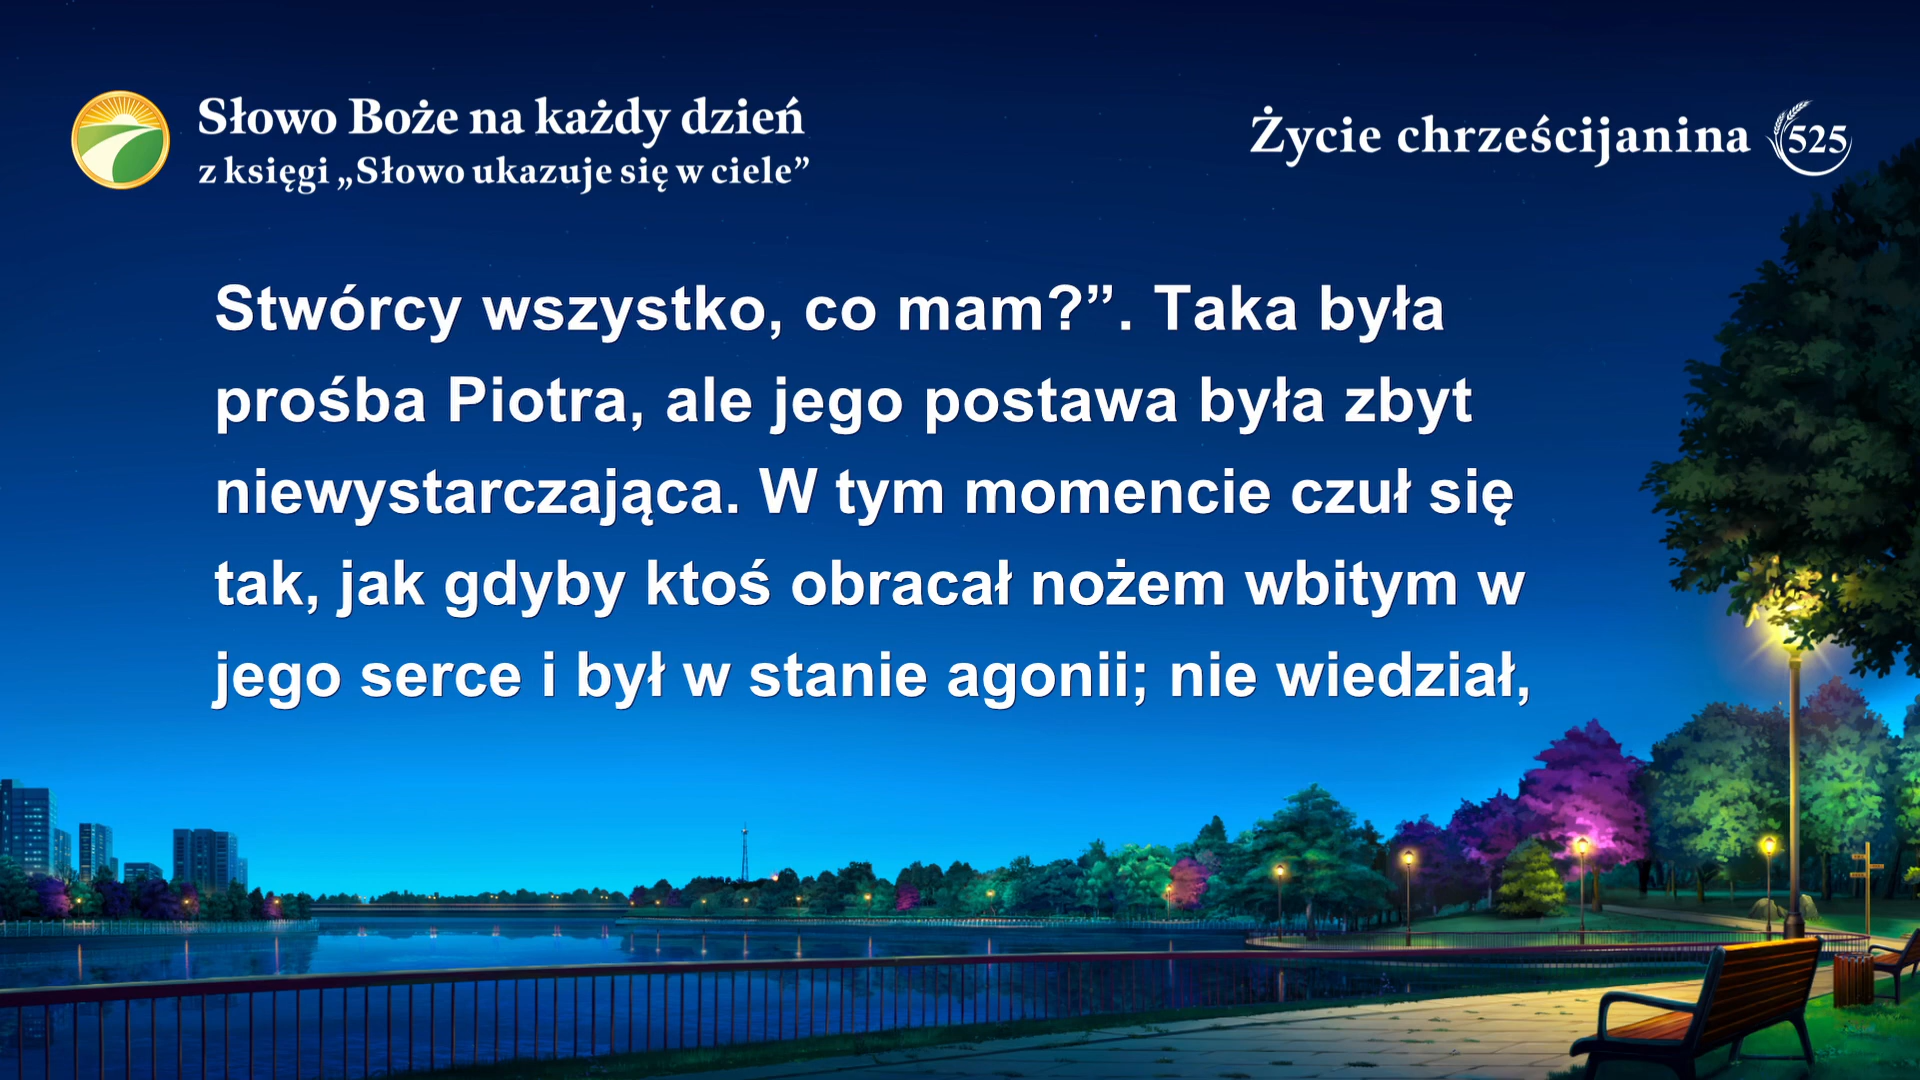 Słowo Boże na każdy dzień
z księgi „Słowo ukazuje się w ciele”
Życie chrześcijanina 525
Stwórcy wszystko, co mam?”. Taka była
prośba Piotra, ale jego postawa była zbyt
niewystarczająca. W tym momencie czuł się
tak, jak gdyby ktoś obracał nożem wbitym w
jego serce i był w stanie agonii; nie wiedział,